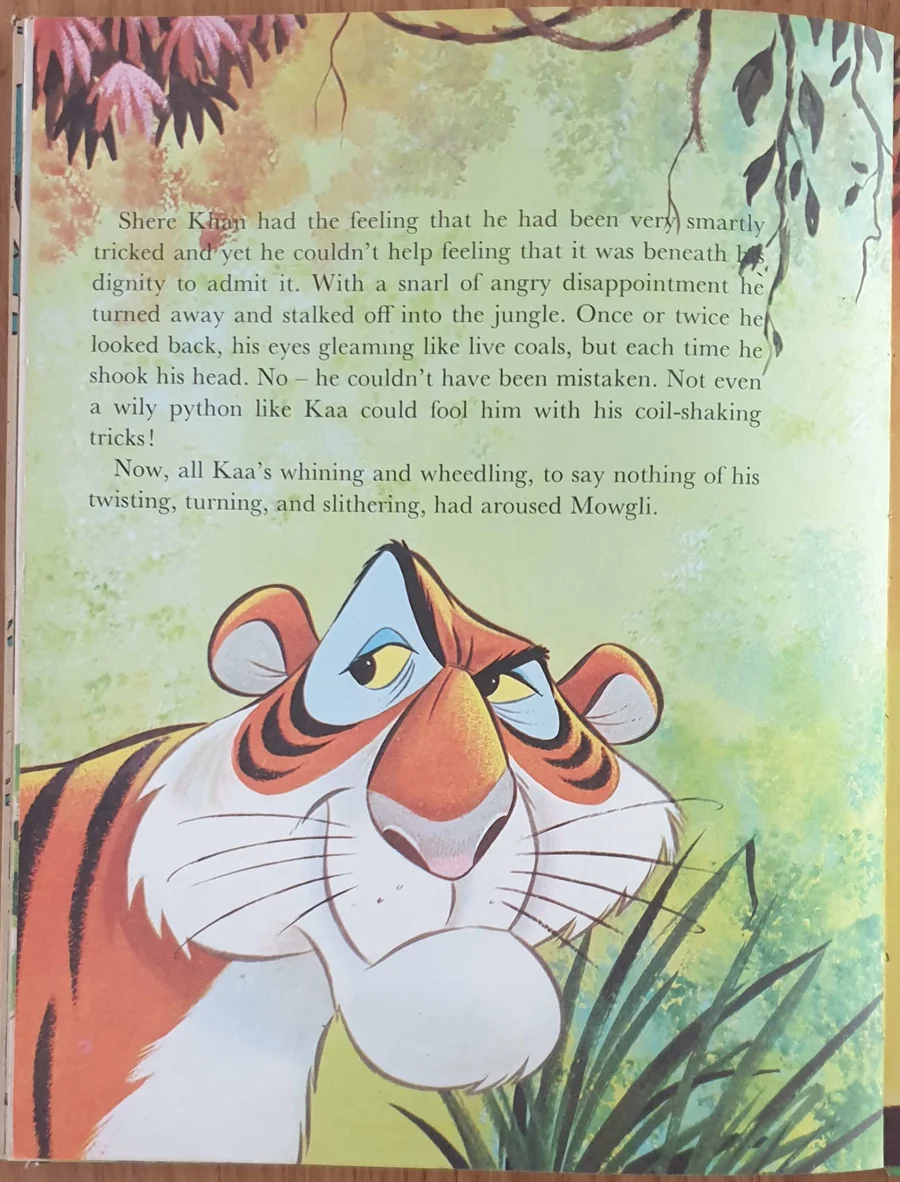 Shere Khan had the feeling that he had been very smartly
tricked and yet he couldn't help feeling that it was beneath his
dignity to admit it. With a snarl of angry disappointment he
turned away and stalked off into the jungle. Once or twice he
looked back, his eyes gleaming like live coals, but each time he
shook his head. No – he couldn't have been mistaken. Not even
a wily python like Kaa could fool him with his coil-shaking
tricks!
Now, all Kaa's whining and wheedling, to say nothing of his
twisting, turning, and slithering, had aroused Mowgli.